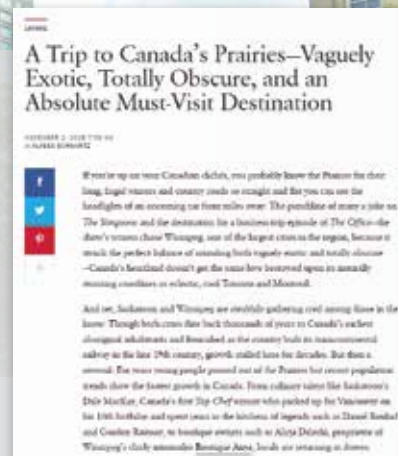 A Trip to Canada's Prairies—Vaguely
Exotic, Totally Obscure, and an
Absolute Must-Visit Destination
If you're up on your Canadian clichés, you probably know the Prairies for their
long, frigid winters and country roads so straight and flat you can see the
headlights of an oncoming car from miles away. The punchline of many a joke on
The Simpsons and the destination for a business trip episode of The Office—the
show's writers chose Winnipeg, one of the largest cities in the region, because it
struck the perfect balance of sounding both vaguely exotic and totally obscure
—Canada's heartland doesn't get the same love bestowed upon its
stunning coastlines or eclectic, cool Toronto and Montreal.
And yet, Saskatoon and Winnipeg are steadily gathering cred among those in the
know. Though both cities date back thousands of years to Canada's earliest
aboriginal and flourished as the country built its transcontinental
railway in the late 19th century, growth stalled here for decades. But then a
reversal: For years young people poured out of the Prairies but recent population
trends show the fastest growth in Canada. From culinary talent like Saskatoon's
Dale MacKay, Canada's first Top Chef winner who packed up for Vancouver on
his birthday and spent years in the kitchens of legends such as Daniel Boulud
and Gordon Ramsay, to boutique owners such as proprietor of
Winnipeg's locals are returning in droves